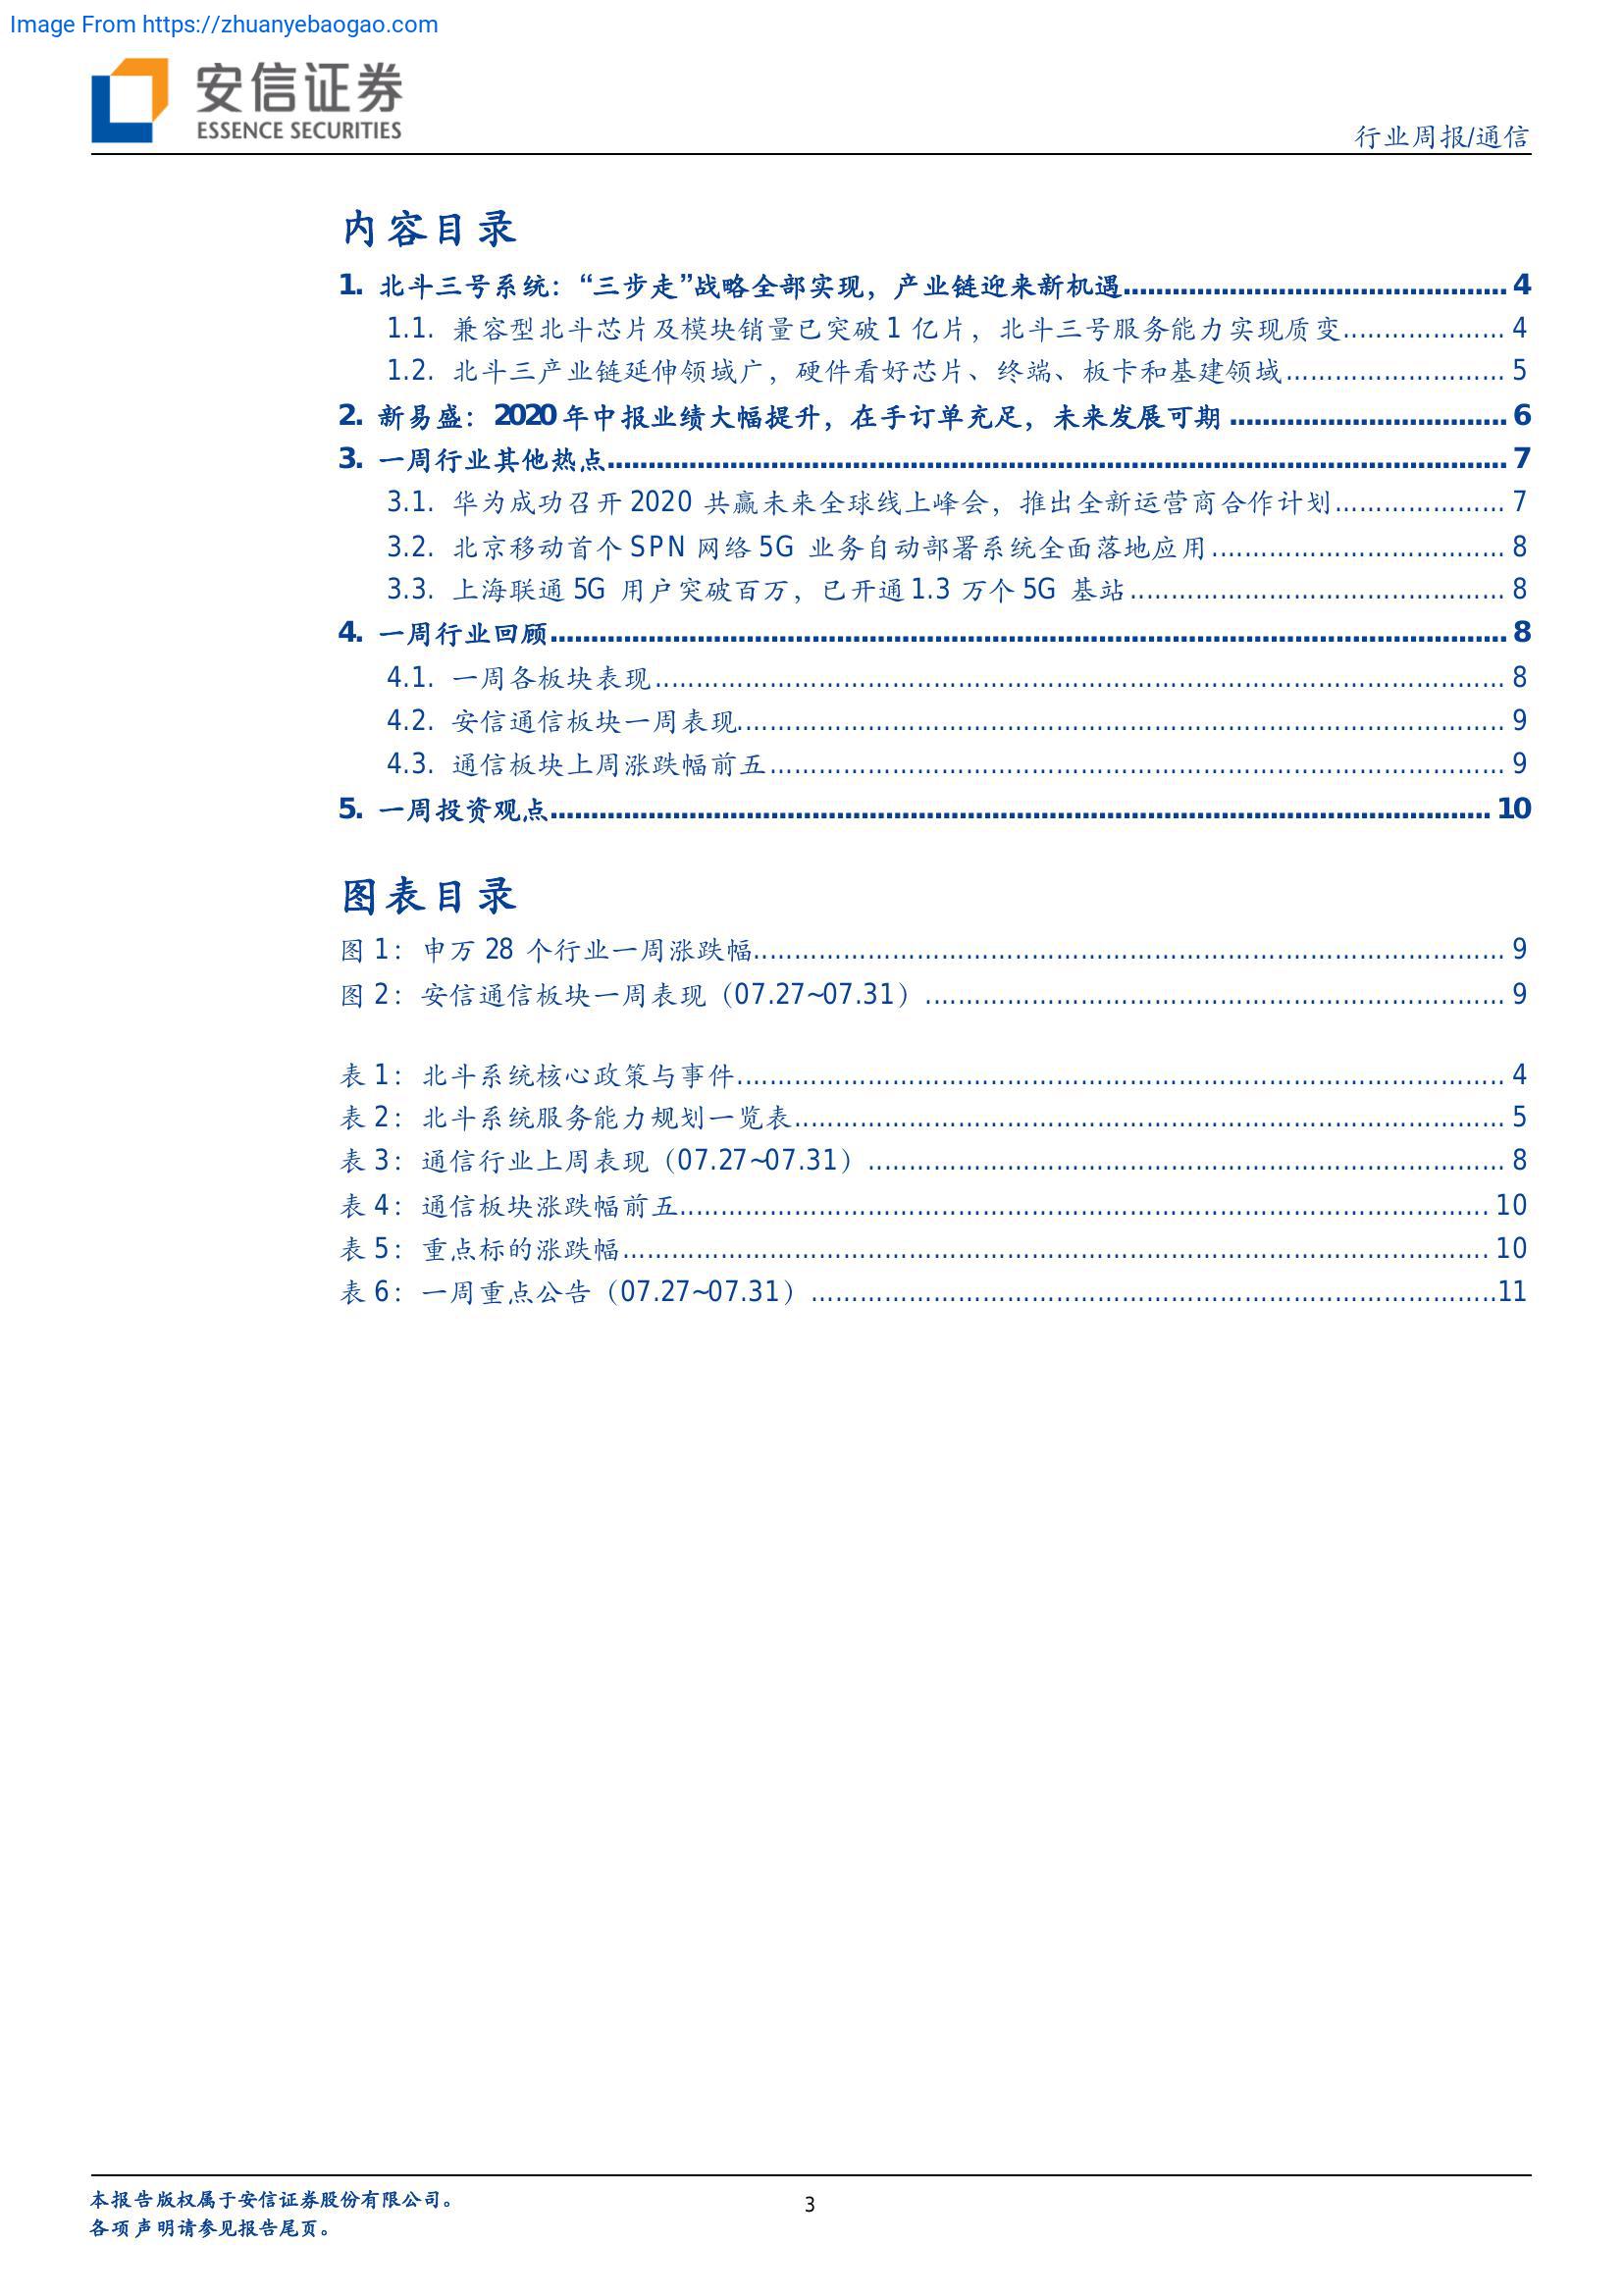 Image From https://zhuanyebaogao.com
安信证券
ESSENCE SECURITIES
行业周报/通信
内容目录
1. 北斗三号系统：“三步走”战略全部实现，产业链迎来新机遇 4
1.1. 兼容型北斗芯片及模块销量已突破 1 亿片，北斗三号服务能力实现质变 4
1.2. 北斗三产业链延伸领域广，硬件看好芯片、终端、板卡和基建领域 5
2. 新易盛：2020 年中报业绩大幅提升，在手订单充足，未来发展可期 6
3. 一周行业其他热点 7
3.1. 华为成功召开 2020 共赢未来全球线上峰会，推出全新运营商合作计划 7
3.2. 北京移动首个 SPN 网络 5G 业务自动部署系统全面落地应用 8
3.3. 上海联通 5G 用户突破百万，已开通 1.3 万个 5G 基站 8
4. 一周行业回顾 8
4.1. 一周各板块表现 8
4.2. 安信通信板块一周表现 9
4.3. 通信板块上周涨跌幅前五 9
5. 一周投资观点 10
图表目录
图 1：申万 28 个行业一周涨跌幅 9
图 2：安信通信板块一周表现（07.27~07.31） 9
表 1：北斗系统核心政策与事件 4
表 2：北斗系统服务能力规划一览表 5
表 3：通信行业上周表现（07.27~07.31） 8
表 4：通信板块涨跌幅前五 10
表 5：重点标的涨跌幅 10
表 6：一周重点公告（07.27~07.31） 11
本报告版权属于安信证券股份有限公司。
3
各项声明请参见报告尾页。